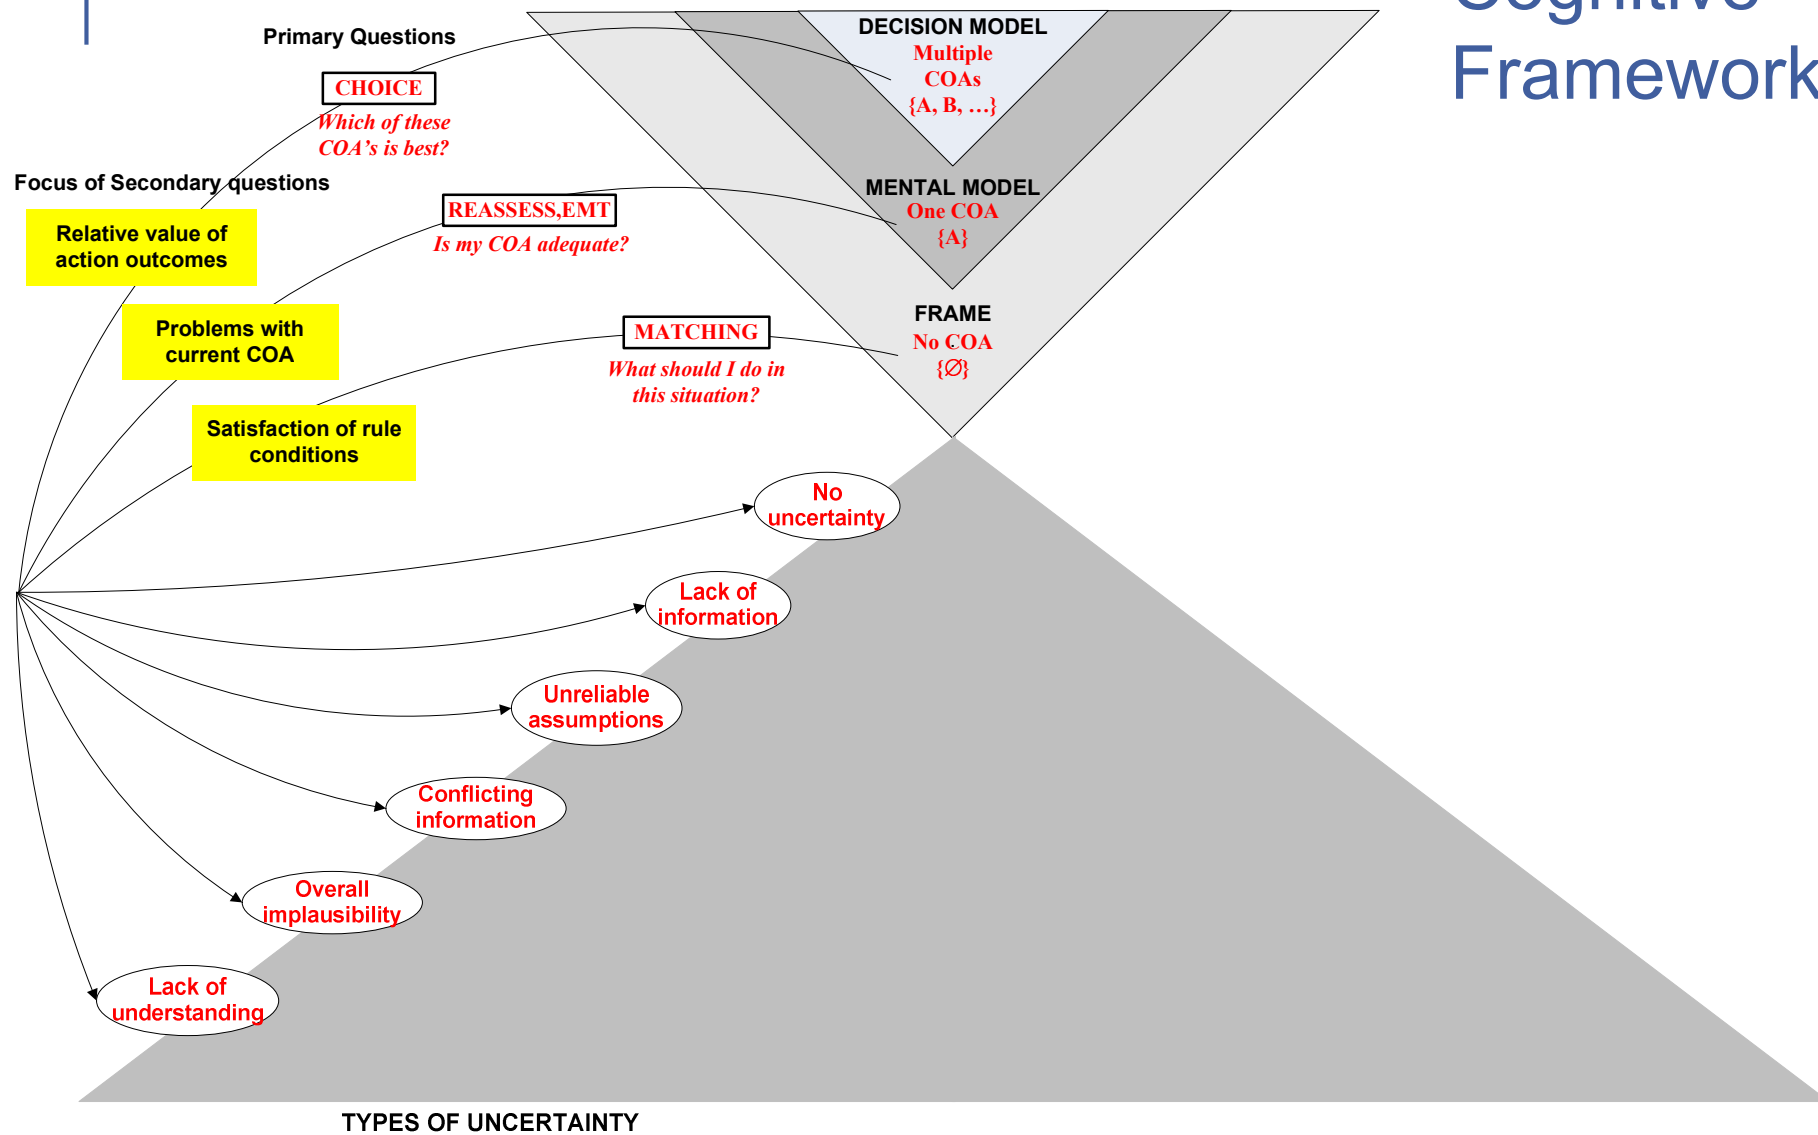 Cognitive
Framework
Primary Questions
CHOICE
Which of these
COA's is best?
DECISION MODEL
Multiple
COAs
{A, B, …}
Focus of Secondary questions
Relative value of
action outcomes
REASSESS,EMT
Is my COA adequate?
MENTAL MODEL
One COA
{A}
Problems with
current COA
MATCHING
What should I do in
this situation?
FRAME
No COA
{∅}
Satisfaction of rule
conditions
No
uncertainty
Lack of
information
Unreliable
assumptions
Conflicting
information
Overall
implausibility
Lack of
understanding
TYPES OF UNCERTAINTY